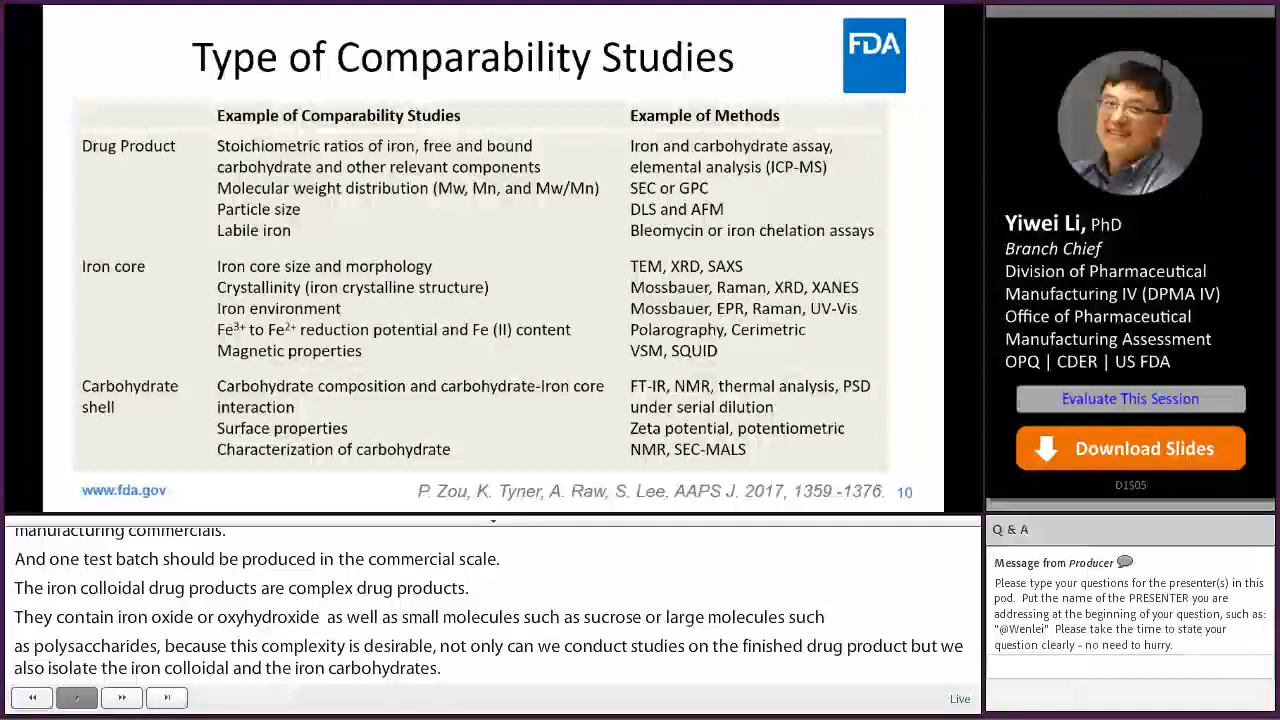 Type of Comparability Studies
FDA
Example of Comparability Studies
Example of Methods
Drug Product
Stoichiometric ratios of iron, free and bound
carbohydrate and other relevant components
Iron and carbohydrate assay,
elemental analysis (ICP-MS)
Molecular weight distribution (Mw, Mn, and Mw/Mn)
SEC or GPC
Particle size
DLS and AFM
Labile iron
Bleomycin or iron chelation assays
Iron core
Iron core size and morphology
TEM, XRD, SAXS
Crystallinity (iron crystalline structure)
Mossbauer, Raman, XRD, XANES
Iron environment
Mossbauer, EPR, Raman, UV-Vis
Fe³⁺ to Fe²⁺ reduction potential and Fe (II) content
Polarography, Cerimetric
Magnetic properties
VSM, SQUID
Carbohydrate
shell
Carbohydrate composition and carbohydrate-Iron core
interaction
FT-IR, NMR, thermal analysis, PSD
under serial dilution
Surface properties
Zeta potential, potentiometric
Characterization of carbohydrate
NMR, SEC-MALS
www.fda.gov
P. Zou, K. Tyner, A. Raw, S. Lee, AAPS J. 2017, 1359 -1376.
10
Yiwei Li, PhD
Branch Chief
Division of Pharmaceutical
Manufacturing IV (DPMA IV)
Office of Pharmaceutical
Manufacturing Assessment
OPQ | CDER | US FDA
Evaluate This Session
Download Slides
D1S05
manufacturing commercials.
And one test batch should be produced in the commercial scale.
The iron colloidal drug products are complex drug products.
They contain iron oxide or oxyhydroxide  as well as small molecules such as sucrose or large molecules such
as polysaccharides, because this complexity is desirable, not only can we conduct studies on the finished drug product but we
also isolate the iron colloidal and the iron carbohydrates.
Live
Q & A
Message from Producer
Please type your questions for the presenter(s) in this
pod.  Put the name of the PRESENTER you are
addressing at the beginning of your question, such as:
"@Wenlei"  Please take the time to state your
question clearly - no need to hurry.